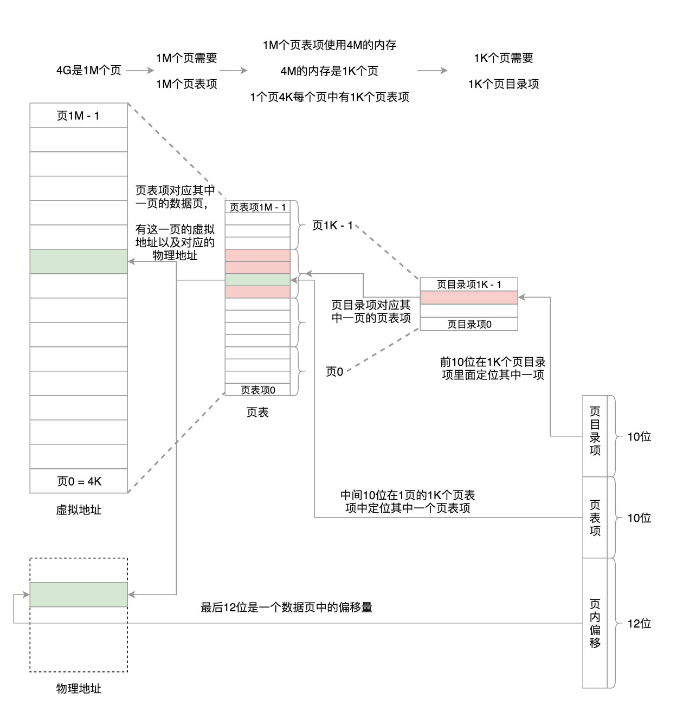 1M个页表项使用4M的内存
1M个页需要
1K个页需要
4G是1M个页
4M的内存是1K个页
1M个页表项
1K个页目录项
1个页4K每个页中有1K个页表项
页1M - 1
页表项对应其中
一页的数据页，
有这一页的虚拟
地址以及对应的
物理地址
页表项1M - 1
页1K - 1
页目录项1K - 1
页目录项对应其
中一页的页表项
页目录项0
前10位在1K个页目录
项里面定位其中一项
页0
页表项0
页表
页目录项
10位
页0 = 4K
虚拟地址
中间10位在1页的1K个页表
项中定位其中一个页表项
页表项
10位
最后12位是一个数据页中的偏移量
页内偏移
12位
物理地址